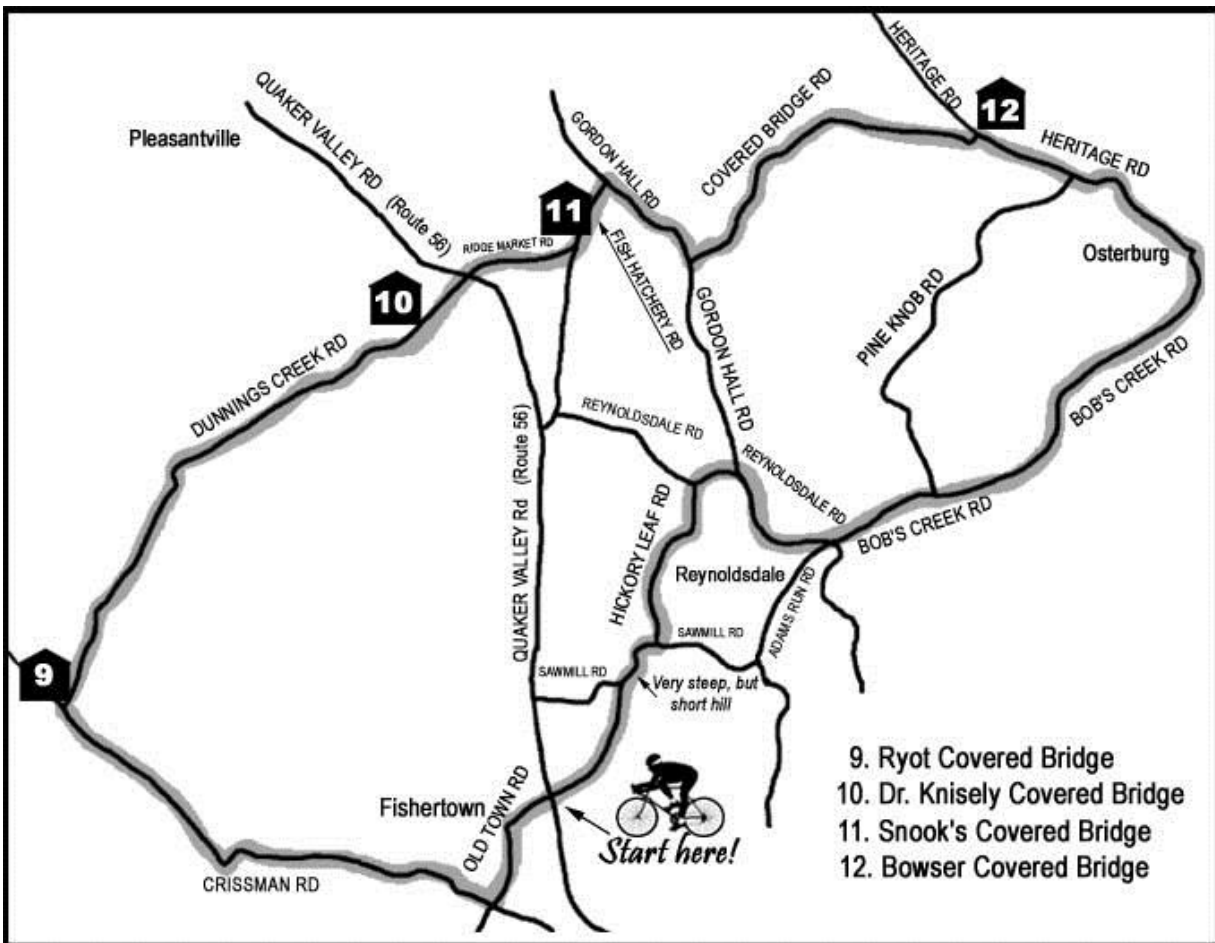 HERITAGE RD
12
QUAKER VALLEY RD
(Route 56)
Pleasantville
GORDON HALL RD
COVERED BRIDGE RD
HERITAGE RD
11
RIDGE MARKET RD
FISH HATCHERY RD
Osterburg
10
GORDON HALL RD
PINE KNOB RD
DUNNINGS CREEK RD
BOB'S CREEK RD
REYNOLDSDALE RD
QUAKER VALLEY Rd (Route 56)
REYNOLDSDALE RD
HICKORY LEAF RD
BOB'S CREEK RD
Reynoldsdale
ADAMS RUN RD
SAWMILL RD
9
SAWMILL RD
Very steep, but
short hill
Fishertown
OLD TOWN RD
Start here!
CRISSMAN RD
9. Ryot Covered Bridge
10. Dr. Knisely Covered Bridge
11. Snook's Covered Bridge
12. Bowser Covered Bridge